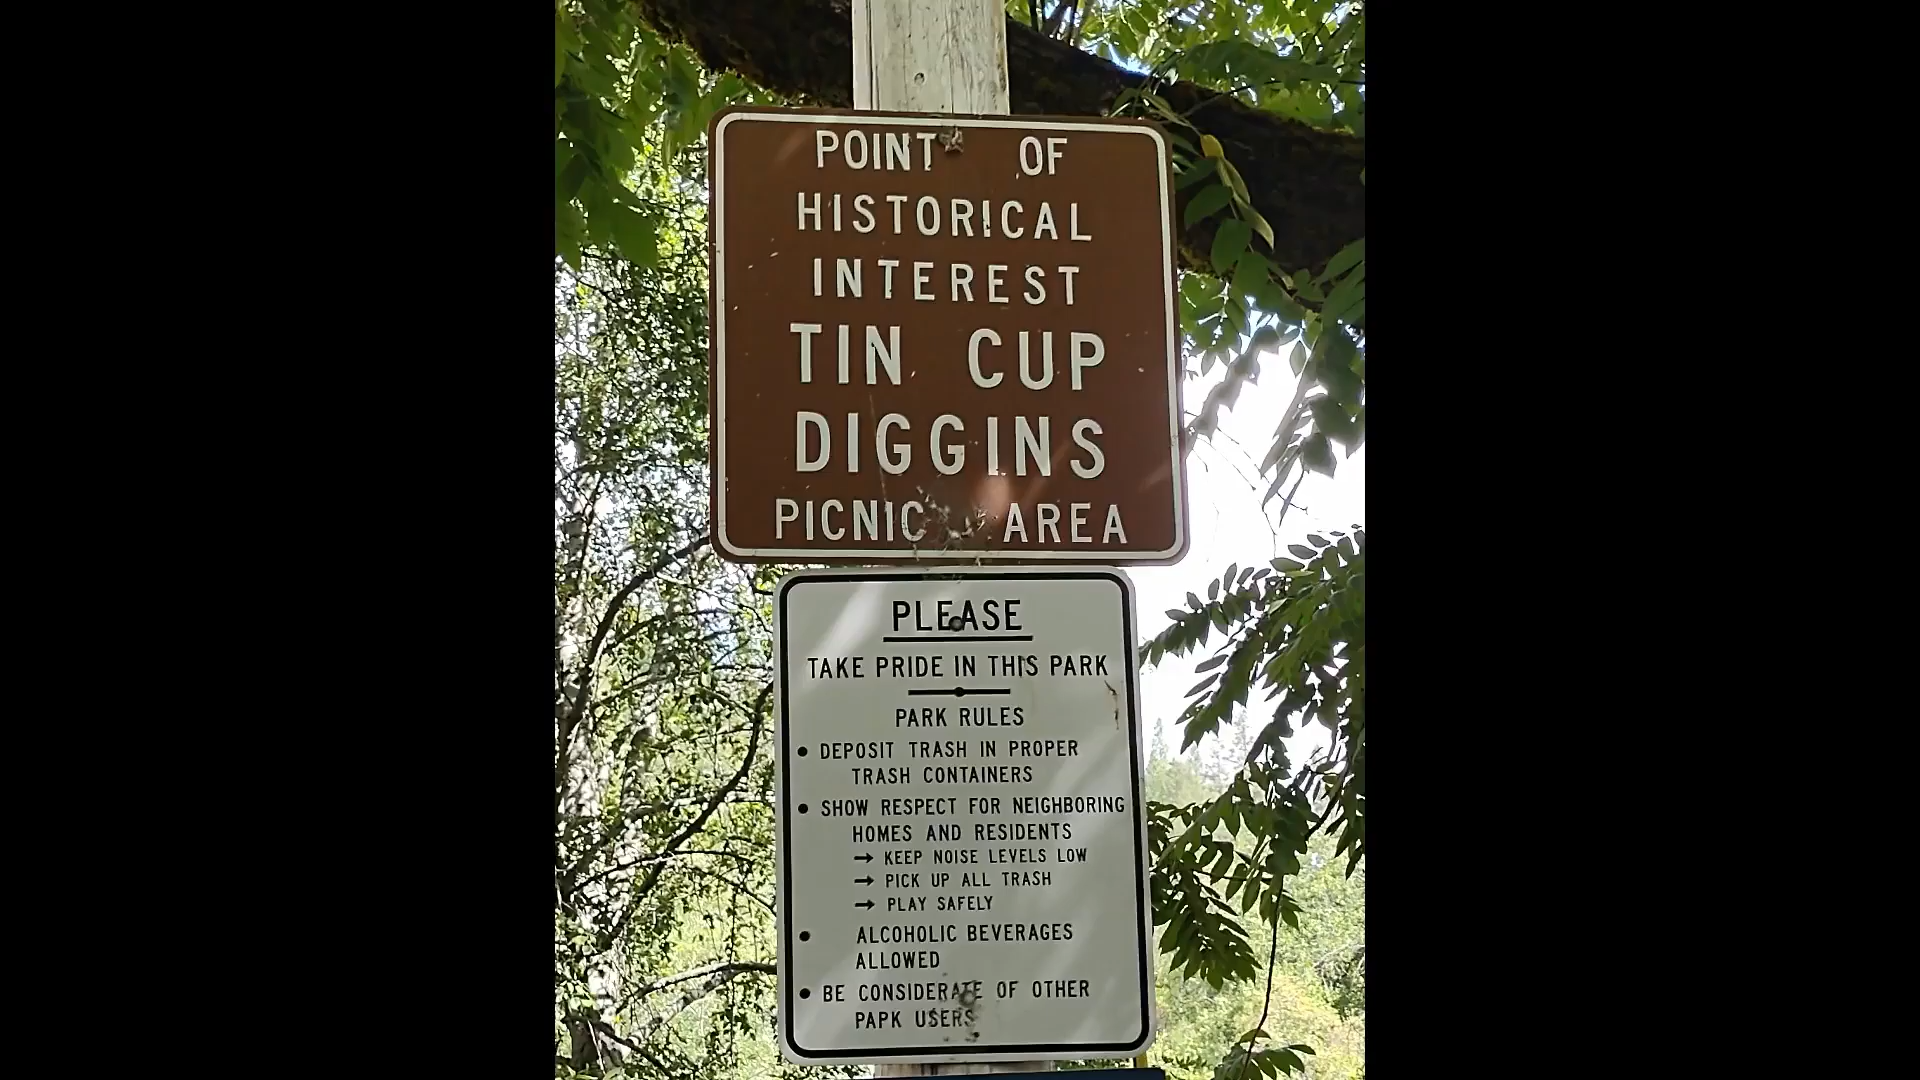 POINT OF
HISTORICAL
INTEREST
TIN CUP
DIGGINS
PICNIC AREA
PLEASE
TAKE PRIDE IN THIS PARK
PARK RULES
• DEPOSIT TRASH IN PROPER
TRASH CONTAINERS
• SHOW RESPECT FOR NEIGHBORING
HOMES AND RESIDENTS
→ KEEP NOISE LEVELS LOW
→ PICK UP ALL TRASH
→ PLAY SAFELY
• ALCOHOLIC BEVERAGES
ALLOWED
• BE CONSIDERATE OF OTHER
PAPK USERS